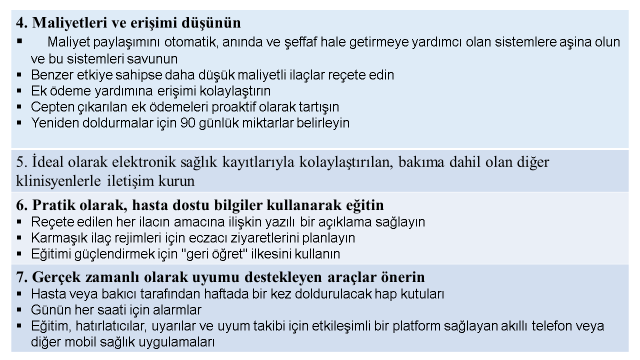 4. Maliyetleri ve erişimi düşünün
▪ Maliyet paylaşımını otomatik, anında ve şeffaf hale getirmeye yardımcı olan sistemlere aşina olun
ve bu sistemleri savunun
▪ Benzer etkiye sahipse daha düşük maliyetli ilaçlar reçete edin
▪ Ek ödeme yardımına erişimi kolaylaştırın
▪ Cepten çıkarılan ek ödemeleri proaktif olarak tartışın
▪ Yeniden doldurmalar için 90 günlük miktarlar belirleyin
5. İdeal olarak elektronik sağlık kayıtlarıyla kolaylaştırılan, bakıma dahil olan diğer
klinisyenlerle iletişim kurun
6. Pratik olarak, hasta dostu bilgiler kullanarak eğitin
▪ Reçete edilen her ilacın amacına ilişkin yazılı bir açıklama sağlayın
▪ Karmaşık ilaç rejimleri için eczacı ziyaretlerini planlayın
▪ Eğitimi güçlendirmek için "geri öğret" ilkesini kullanın
7. Gerçek zamanlı olarak uyumu destekleyen araçlar önerin
▪ Hasta veya bakıcı tarafından haftada bir kez doldurulacak hap kutuları
▪ Günün her saati için alarmlar
▪ Eğitim, hatırlatıcılar, uyarılar ve uyum takibi için etkileşimli bir platform sağlayan akıllı telefon veya
diğer mobil sağlık uygulamaları